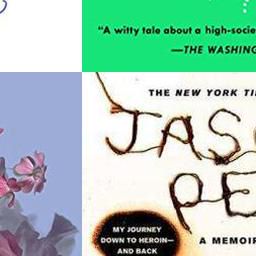 "A witty tale about a high-socie
—THE WASHING
THE NEW YORK TI
JAS
PE
MY JOURNEY
DOWN TO HEROIN—
AND BACK
A MEMOIR